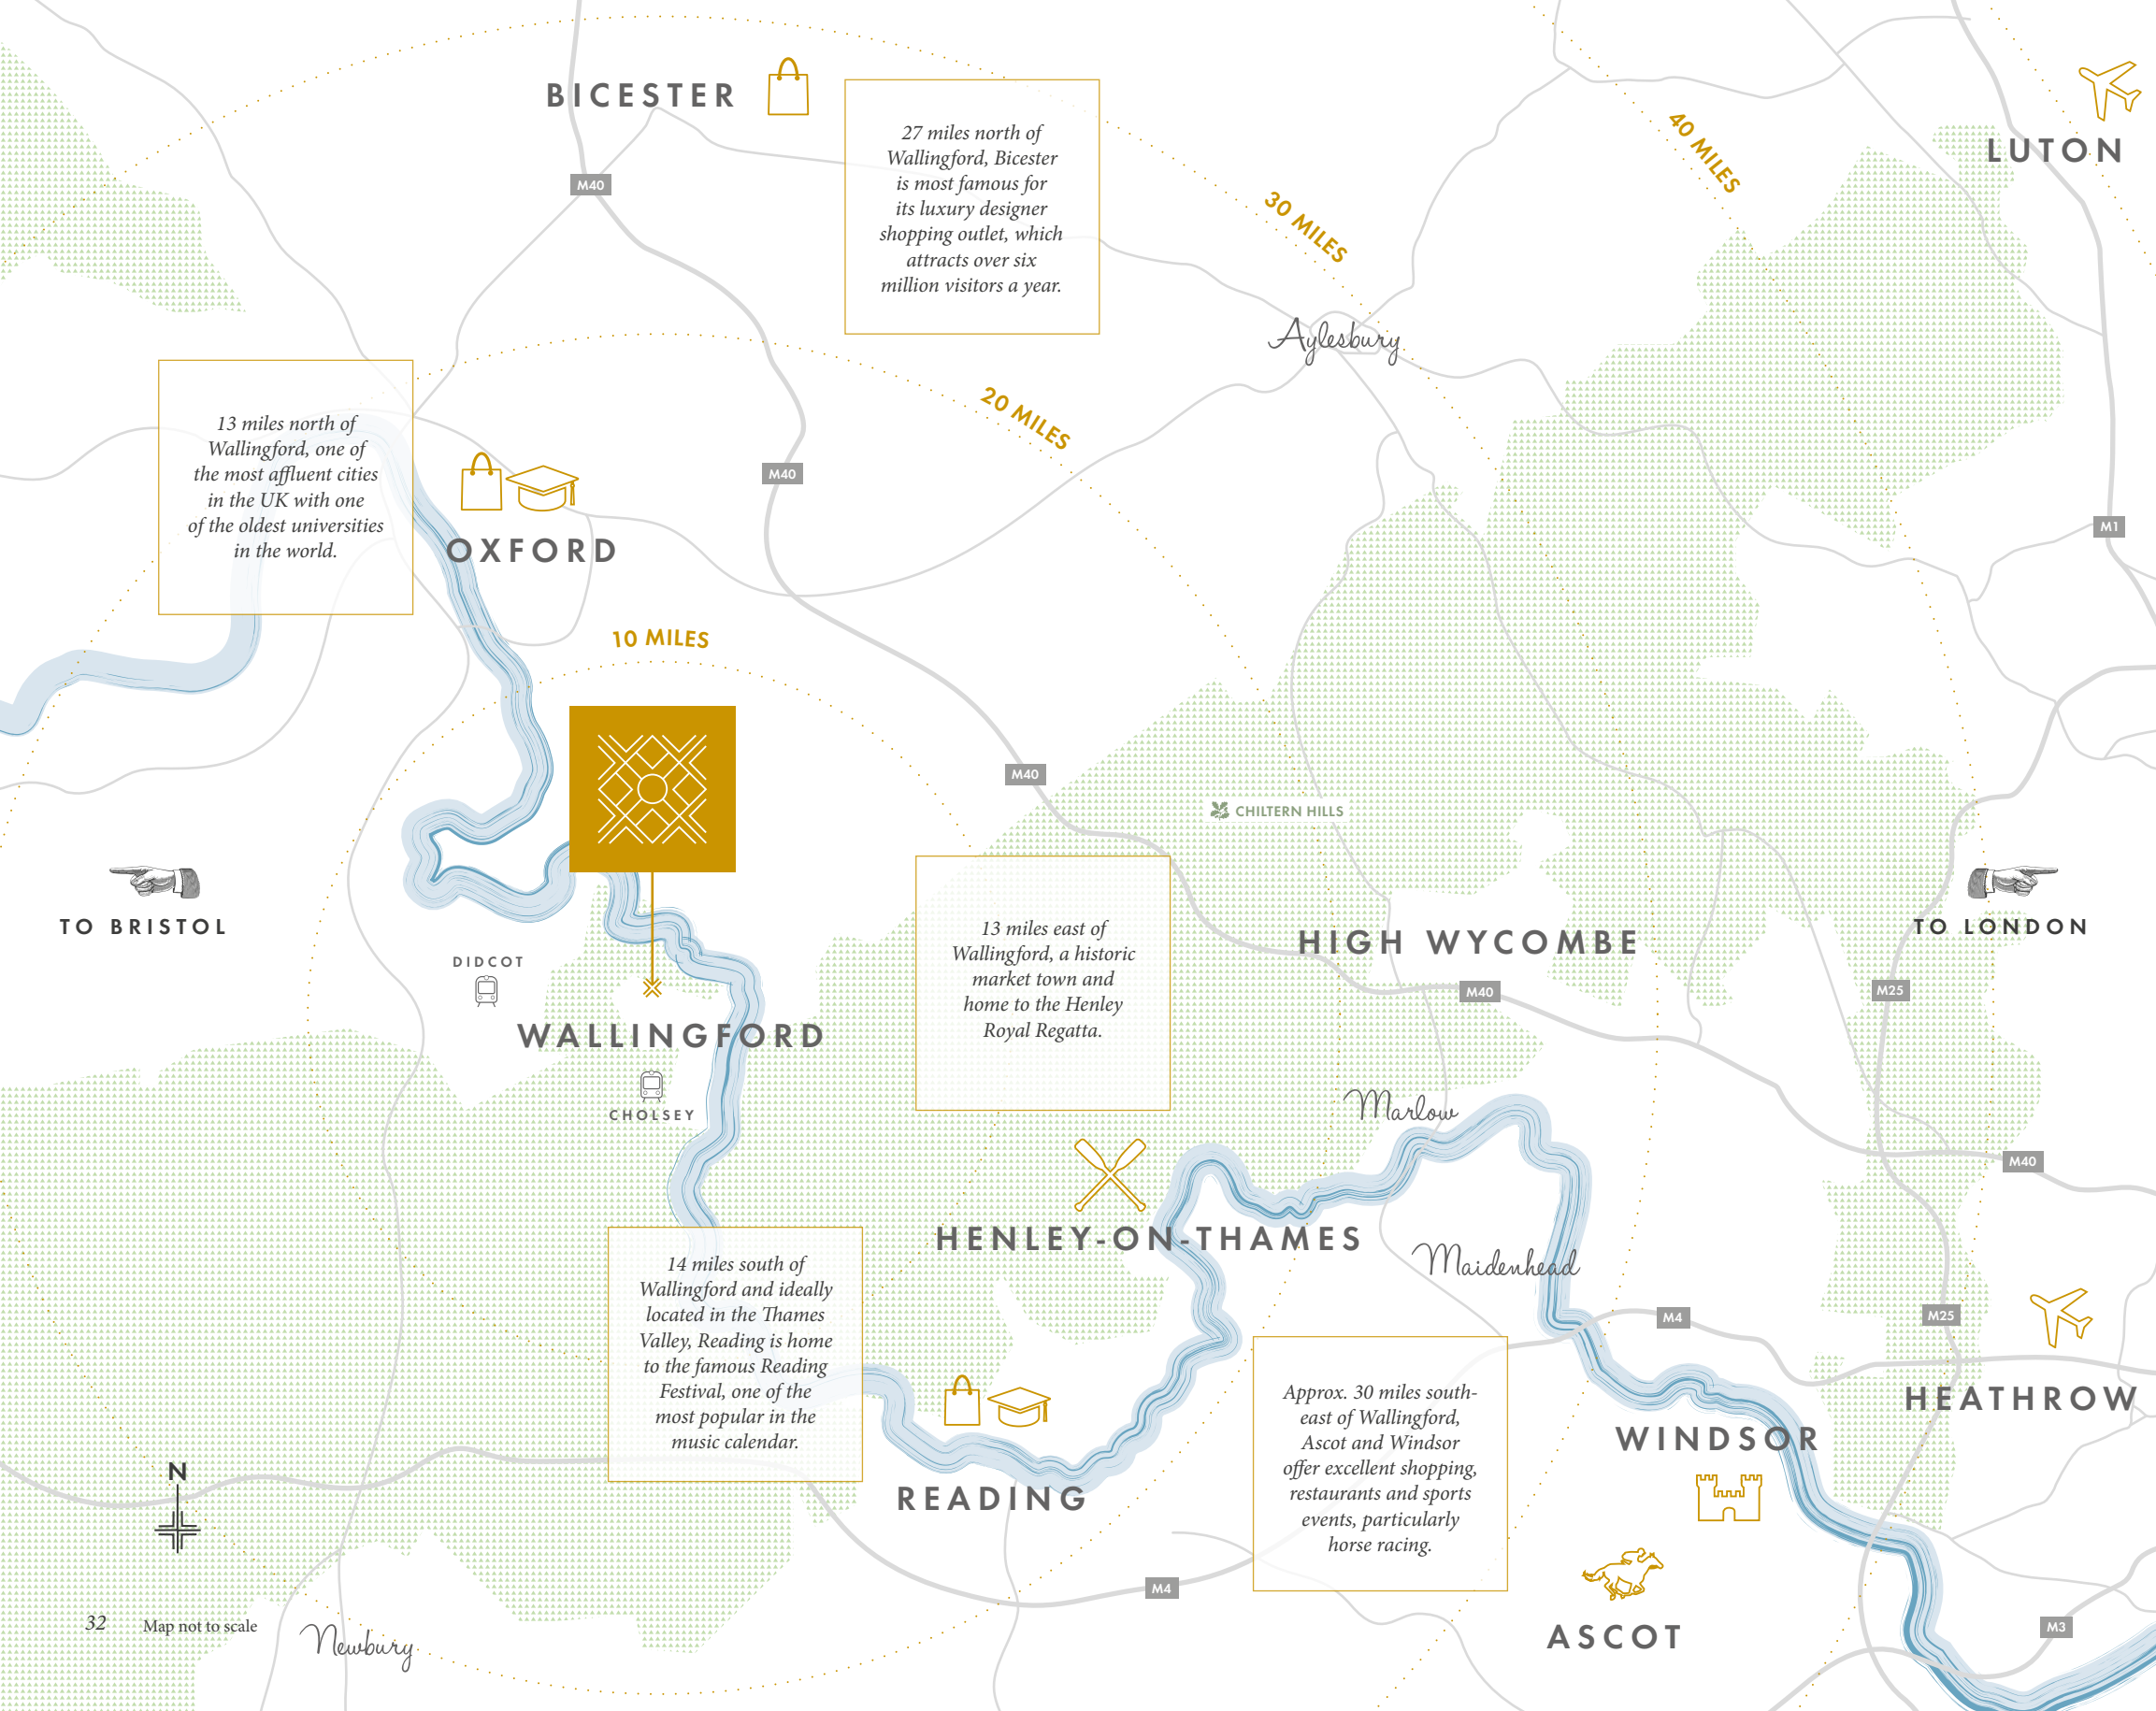 BICESTER
27 miles north of
Wallingford, Bicester
is most famous for
its luxury designer
shopping outlet, which
attracts over six
million visitors a year.
LUTON
40 MILES
30 MILES
M40
Aylesbury
20 MILES
13 miles north of
Wallingford, one of
the most affluent cities
in the UK with one
of the oldest universities
in the world.
M40
OXFORD
M1
10 MILES
M40
CHILTERN HILLS
TO BRISTOL
TO LONDON
HIGH WYCOMBE
13 miles east of
Wallingford, a historic
market town and
home to the Henley
Royal Regatta.
DIDCOT
M40
M25
WALLINGFORD
CHOLSEY
Marlow
M40
HENLEY-ON-THAMES
Maidenhead
14 miles south of
Wallingford and ideally
located in the Thames
Valley, Reading is home
to the famous Reading
Festival, one of the
most popular in the
music calendar.
M4
M25
HEATHROW
Approx. 30 miles south-
east of Wallingford,
Ascot and Windsor
offer excellent shopping,
restaurants and sports
events, particularly
horse racing.
WINDSOR
N
READING
M4
ASCOT
M3
32
Map not to scale
Newbury